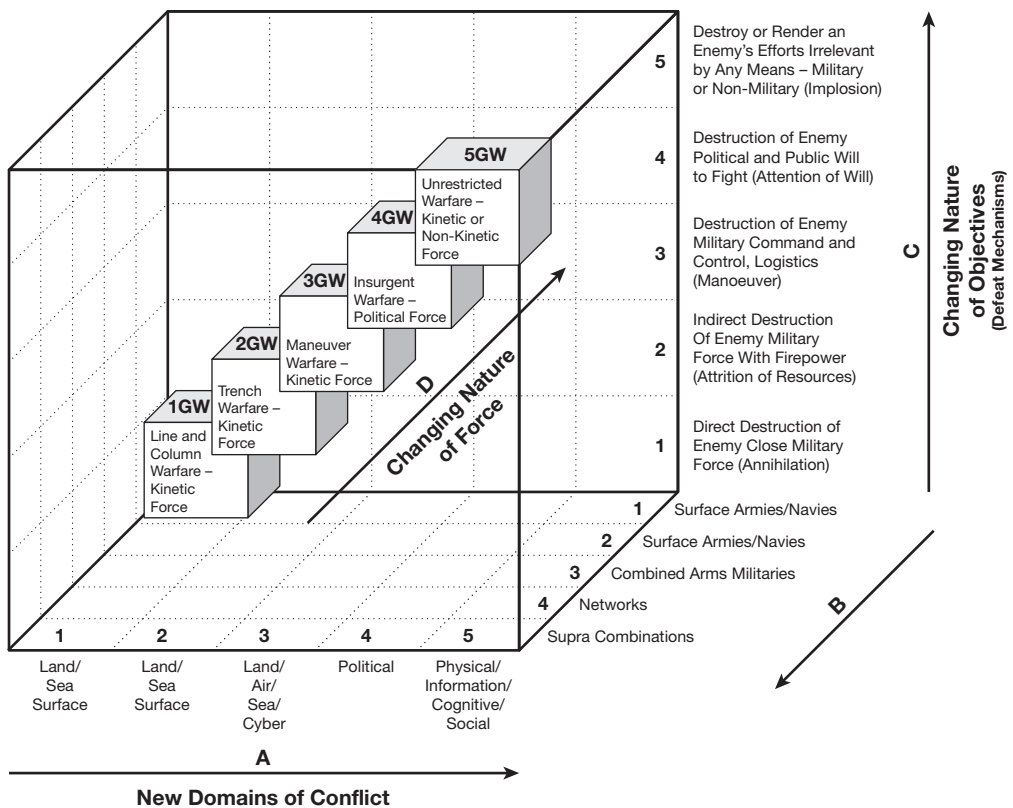 5
Destroy or Render an
Enemy's Efforts Irrelevant
by Any Means – Military
or Non-Military (Implosion)
4
Destruction of Enemy
Political and Public Will
to Fight (Attention of Will)
3
Destruction of Enemy
Military Command and
Control, Logistics
(Manoeuver)
2
Indirect Destruction
Of Enemy Military
Force With Firepower
(Attrition of Resources)
1
Direct Destruction of
Enemy Close Military
Force (Annihilation)
C
Changing Nature
of Objectives
(Defeat Mechanisms)
5GW
Unrestricted
Warfare –
Kinetic or
Non-Kinetic
Force
4GW
Insurgent
Warfare –
Political Force
3GW
Maneuver
Warfare –
Kinetic Force
2GW
Trench
Warfare –
Kinetic
Force
1GW
Line and
Column
Warfare –
Kinetic
Force
D
Changing Nature
of Force
1 Surface Armies/Navies
2 Surface Armies/Navies
3 Combined Arms Militaries
4 Networks
Supra Combinations
B
1
Land/
Sea
Surface
2
Land/
Sea
Surface
3
Land/
Air/
Sea/
Cyber
4
Political
5
Physical/
Information/
Cognitive/
Social
A
New Domains of Conflict